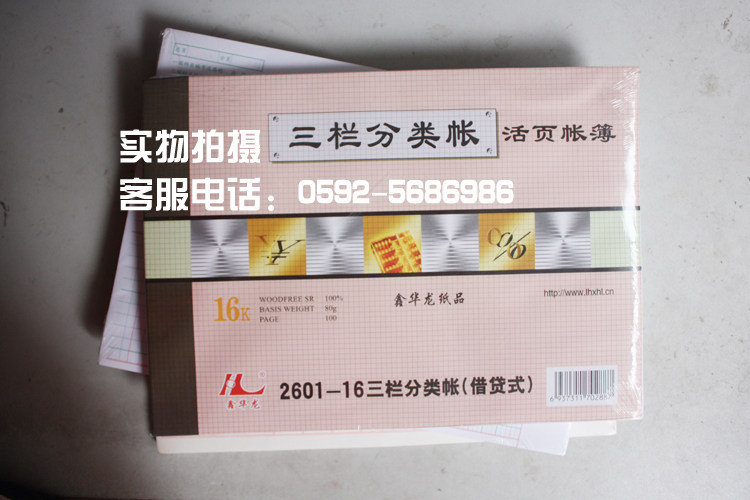 三栏分类帐 活页帐薄
实物拍摄
客服电话：0592-5686986
16K
WOODFREE SR 100%
BASIS WEIGHT 80g
PAGE 100
鑫华龙纸品
http://www.lhxhl.cn
鑫华龙
2601-16三栏分类帐(借贷式)